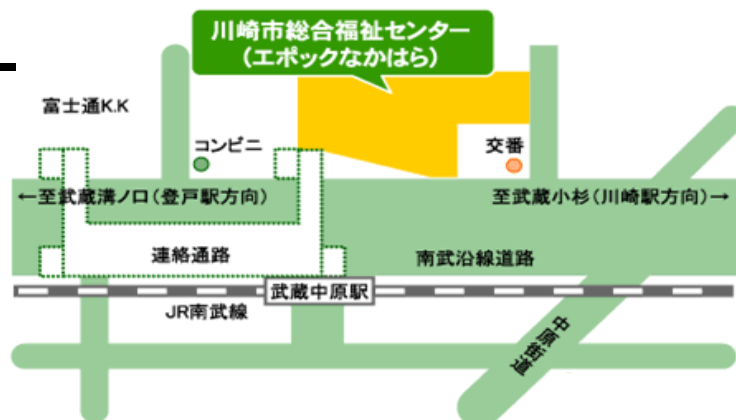 川崎市総合福祉センター
(エポックなかはら)
富士通K.K
コンビニ
交番
←至武蔵溝ノ口(登戸駅方向)
至武蔵小杉(川崎駅方向)→
連絡通路
南武沿線道路
武蔵中原駅
JR南武線
中原街道